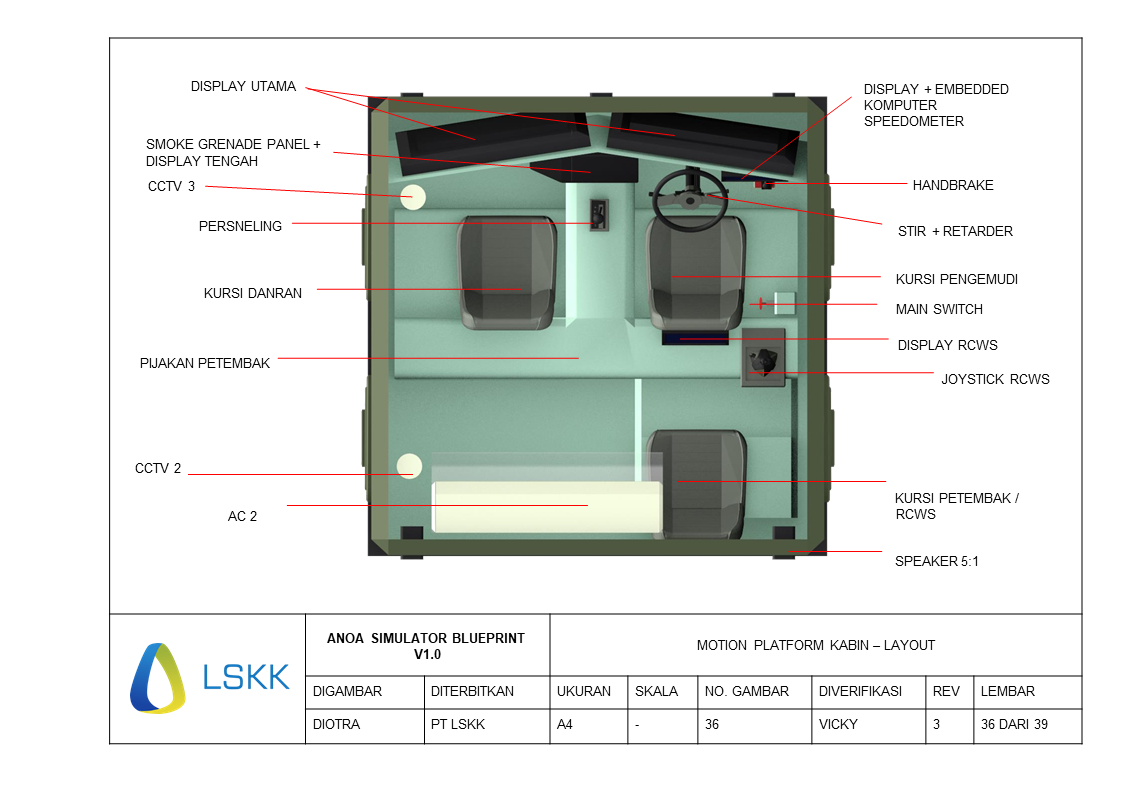 DISPLAY UTAMA
SMOKE GRENADE PANEL +
DISPLAY TENGAH
CCTV 3
PERSNELING
KURSI DANRAN
PIJAKAN PETEMBAK
CCTV 2
AC 2
DISPLAY + EMBEDDED
KOMPUTER
SPEEDOMETER
HANDBRAKE
STIR + RETARDER
KURSI PENGEMUDI
MAIN SWITCH
DISPLAY RCWS
JOYSTICK RCWS
KURSI PETEMBAK /
RCWS
SPEAKER 5:1
LSKK
ANOA SIMULATOR BLUEPRINT
V1.0
MOTION PLATFORM KABIN – LAYOUT
DIGAMBAR DITERBITKAN UKURAN SKALA NO. GAMBAR DIVERIFIKASI REV LEMBAR
DIOTRA PT LSKK A4 - 36 VICKY 3 36 DARI 39